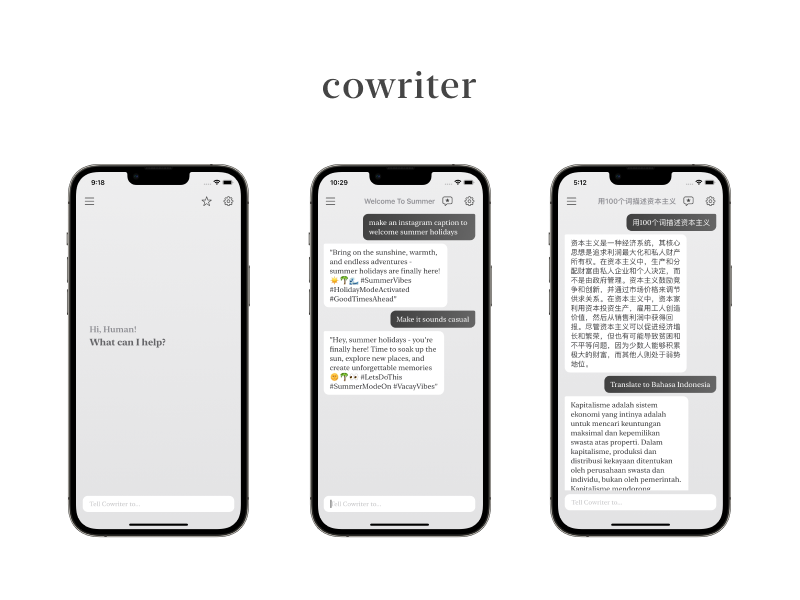 cowriter
9:18
Hi, Human!
What can I help?
Tell Cowriter to...
10:29
Welcome To Summer
make an instagram caption to
welcome summer holidays
"Bring on the sunshine, warmth,
and endless adventures -
summer holidays are finally here!
🌞🌴🌊 #SummerVibes
#HolidayModeActivated
#GoodTimesAhead"
Make it sounds casual
"Hey, summer holidays - you're
finally here! Time to soak up the
sun, explore new places, and
create unforgettable memories
🌞🌴👀 #LetsDoThis
#SummerModeOn #VacayVibes"
Tell Cowriter to...
5:12
用100个词描述资本主义
用100个词描述资本主义
资本主义是一种经济系统，其核心
思想是追求利润最大化和私人财产
所有权。在资本主义中，生产和分
配财富由私人企业和个人决定，而
不是由政府管理。资本主义鼓励竞
争和创新，并通过市场价格来调节
供求关系。在资本主义中，资本家
利用资本投资生产，雇用工人创造
价值，然后从销售利润中获得回
报。尽管资本主义可以促进经济增
长和繁荣，但也有可能导致贫困和
不平等问题，因为少数人能够积累
极大的财富，而其他人则处于弱势
地位。
Translate to Bahasa Indonesia
Kapitalisme adalah sistem
ekonomi yang intinya adalah
untuk mencari keuntungan
maksimal dan kepemilikan
swasta atas properti. Dalam
kapitalisme, produksi dan
distribusi kekayaan ditentukan
oleh perusahaan swasta dan
individu, bukan oleh pemerintah.
Kapitalisme mendorong
Tell Cowriter to...